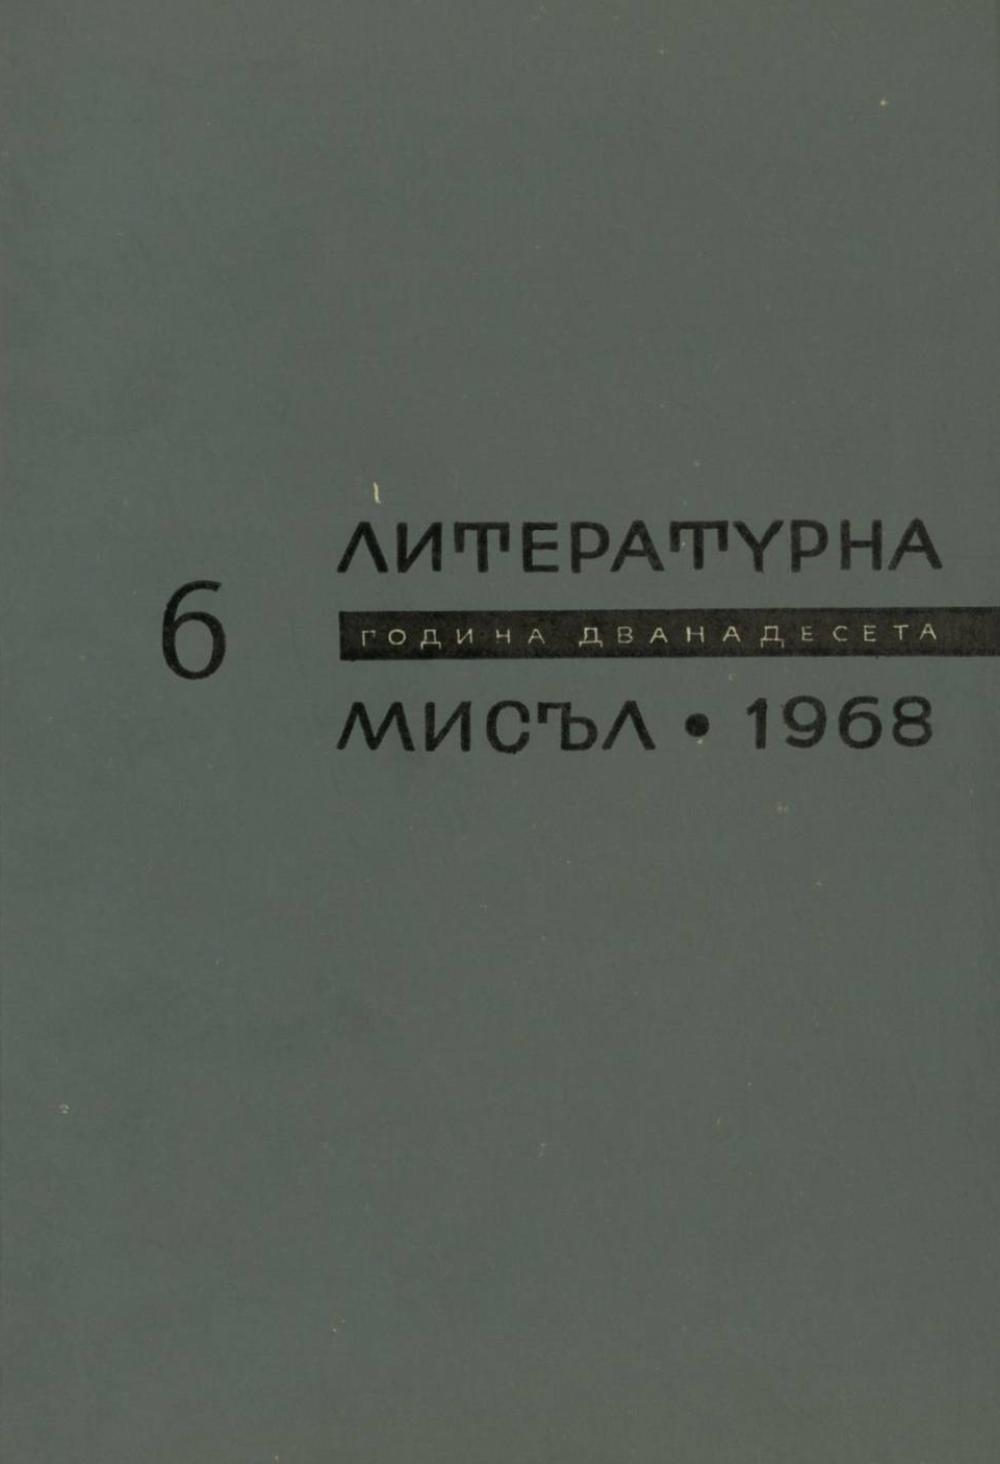 6
ЛИТЕРАТУРНА
ГОДИНА ДВАНАДЕСЕТА
МИСЪЛ • 1968